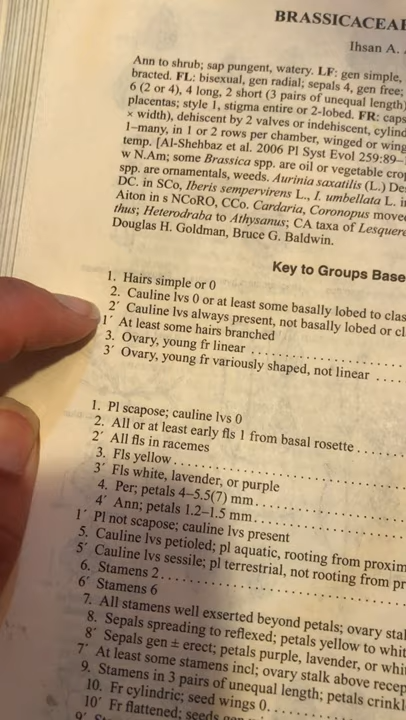 BRASSICACEAE
Ihsan A.
Ann to shrub; sap pungent, watery. LF: gen simple,
bracted. FL: bisexual, gen radial; sepals 4, gen free;
6 (2 or 4), 4 long, 2 short (3 pairs of unequal length)
placentas; style 1, stigma entire or 2-lobed. FR: caps
× width), dehiscent by 2 valves or indehiscent, cylind
1–many, in 1 or 2 rows per chamber, winged or wing
temp. [Al-Shehbaz et al. 2006 Pl Syst Evol 259:89–
w N.Am; some Brassica spp. are oil or vegetable crop
spp. are ornamentals, weeds. Aurinia saxatilis (L.) De
DC. in SCo, Iberis sempervirens L., I. umbellata L. i
Aiton in s NCoRO, CCo. Cardaria, Coronopus move
thus; Heterodraba to Athysanus; CA taxa of Lesquere
Douglas H. Goldman, Bruce G. Baldwin.
Key to Groups Base
1. Hairs simple or 0
2. Cauline lvs 0 or at least some basally lobed to clas
2′ Cauline lvs always present, not basally lobed or cl
1′ At least some hairs branched
3. Ovary, young fr linear . . . . . . . . . . . . . . . . . .
3′ Ovary, young fr variously shaped, not linear . . . .
1. Pl scapose; cauline lvs 0
2. All or at least early fls 1 from basal rosette . . . . .
2′ All fls in racemes
3. Fls yellow . . . . . . . . . . . . . . . . . . . . . . . . .
3′ Fls white, lavender, or purple
4. Per; petals 4–5.5(7) mm . . . . . . . . . . . . . . . .
4′ Ann; petals 1.2–1.5 mm . . . . . . . . . . . . . . . .
1′ Pl not scapose; cauline lvs present
5. Cauline lvs petioled; pl aquatic, rooting from proxim
5′ Cauline lvs sessile; pl terrestrial, not rooting from pr
6. Stamens 2 . . . . . . . . . . . . . . . . . . . . . . . . .
6′ Stamens 6
7. All stamens well exserted beyond petals; ovary stal
8. Sepals spreading to reflexed; petals yellow to whit
8′ Sepals gen ± erect; petals purple, lavender, or whi
7′ At least some stamens incl; ovary stalk above recep
9. Stamens in 3 pairs of unequal length; petals crinkl
10. Fr cylindric; seed wings 0 . . . . . . . . . . . . . .
10′ Fr flattened; seeds
9′